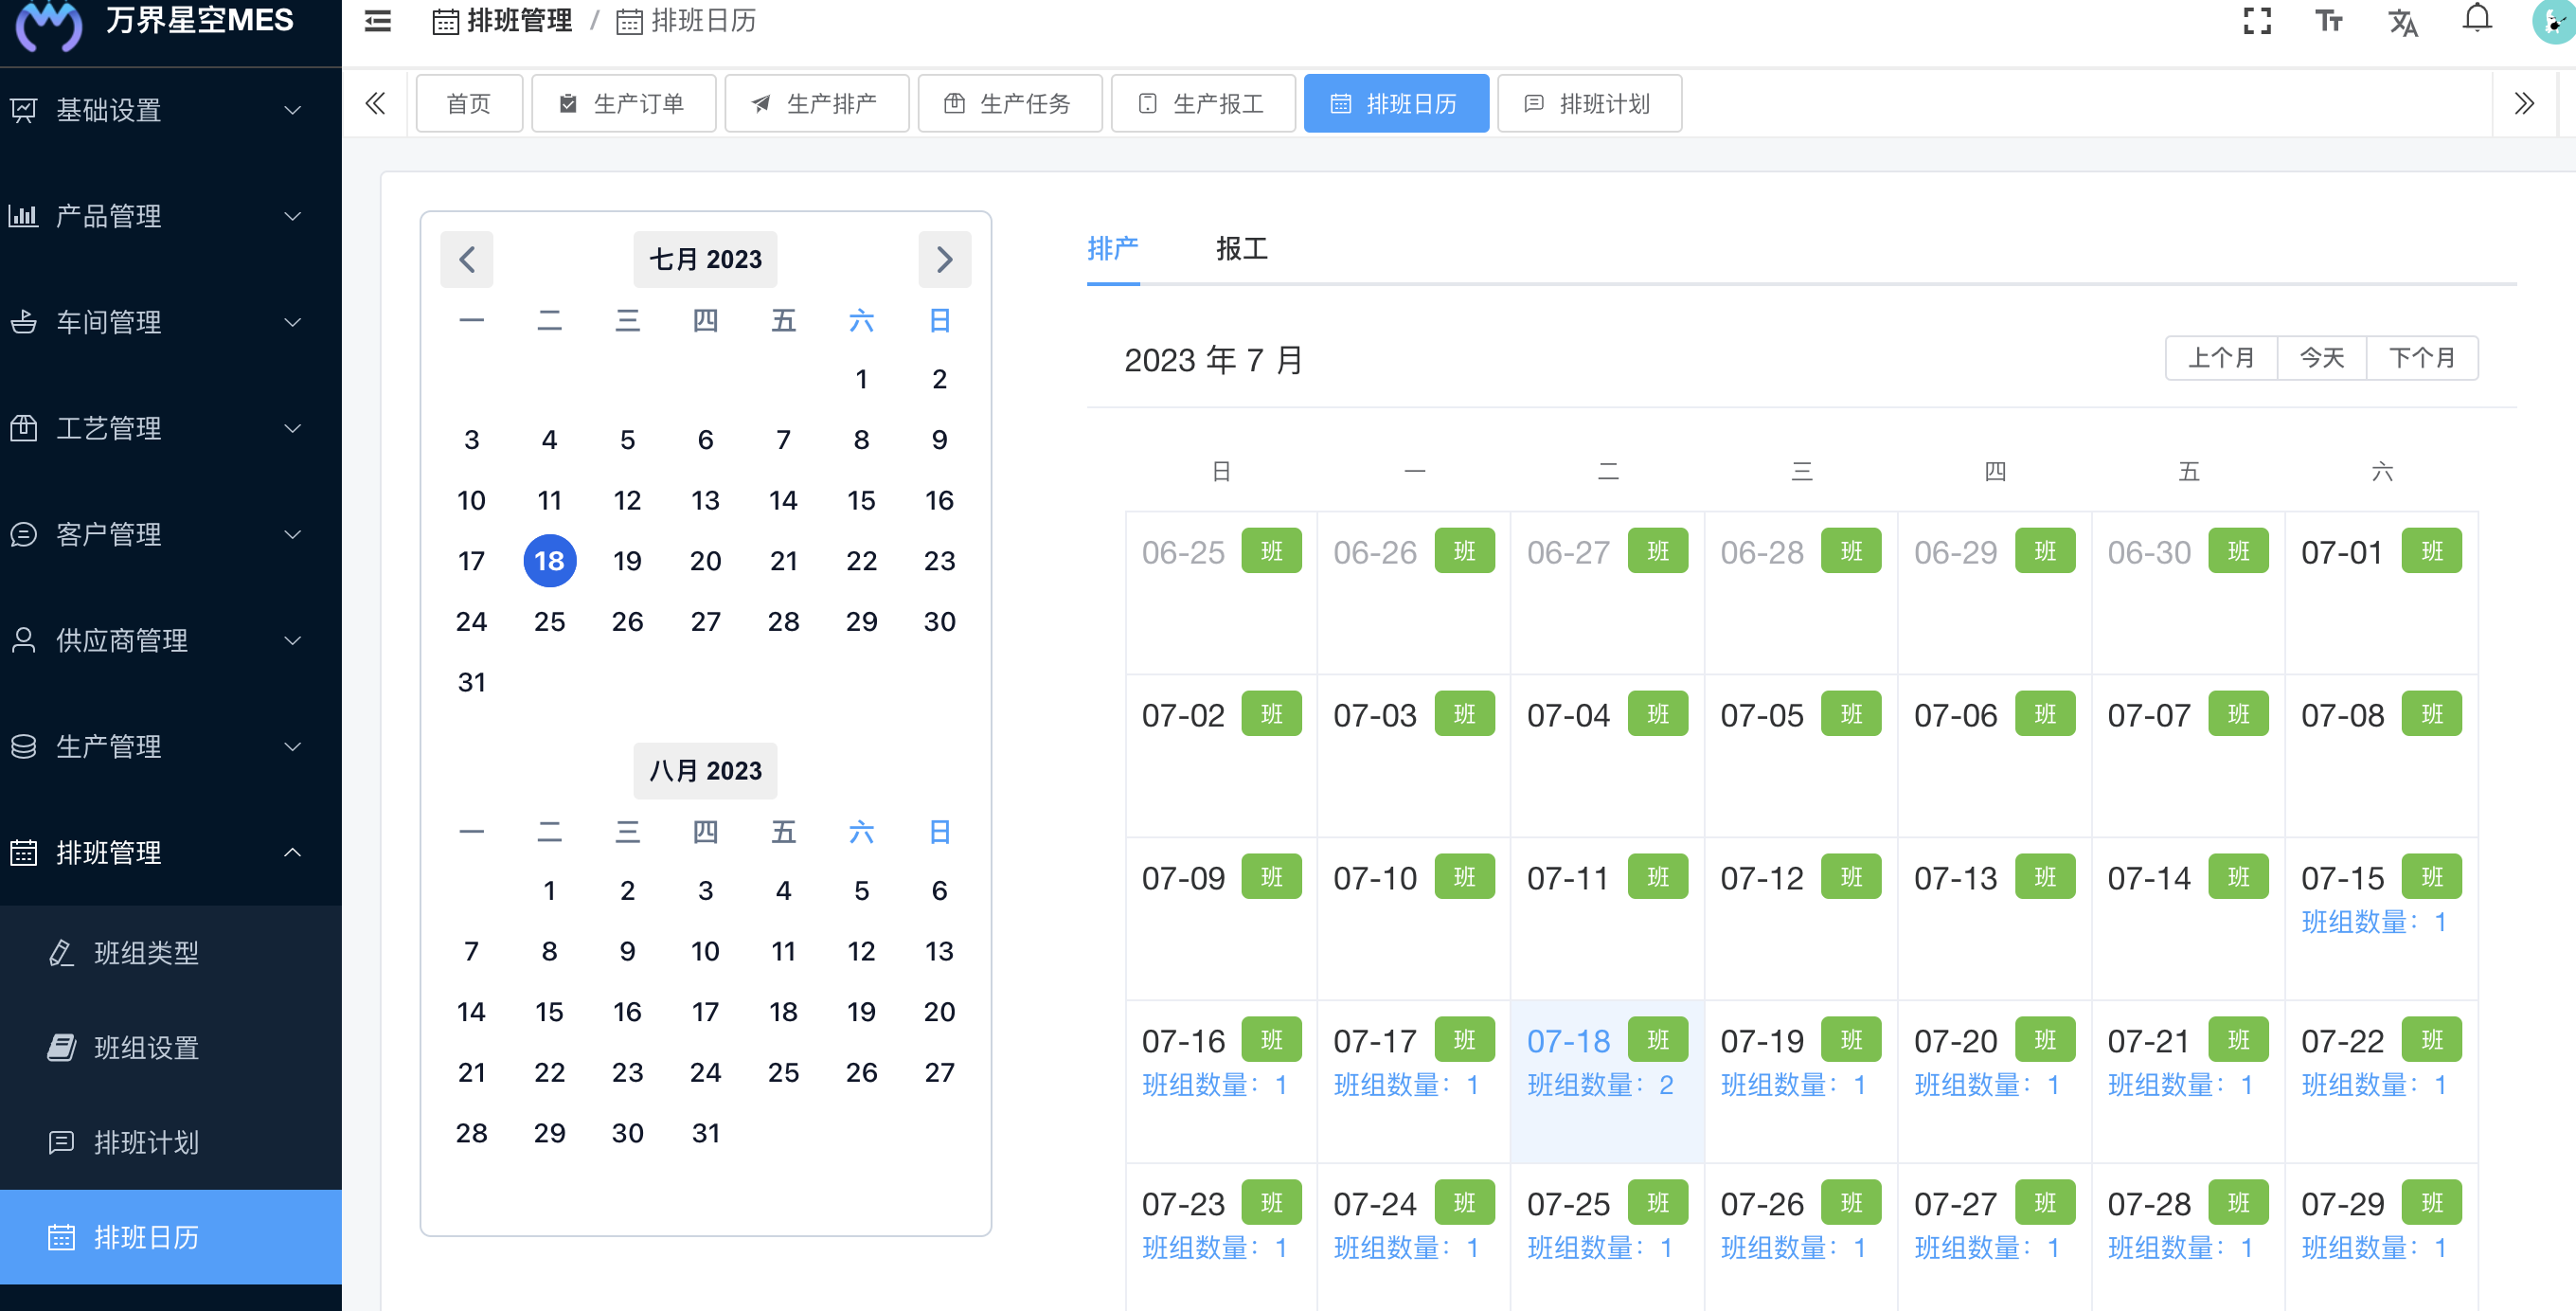 万界星空MES
基础设置
产品管理
车间管理
工艺管理
客户管理
供应商管理
生产管理
排班管理
班组类型
班组设置
排班计划
排班日历
排班管理 / 排班日历
首页 生产订单 生产排产 生产任务 生产报工 排班日历 排班计划
七月 2023
一 二 三 四 五 六 日
1 2
3 4 5 6 7 8 9
10 11 12 13 14 15 16
17 18 19 20 21 22 23
24 25 26 27 28 29 30
31
八月 2023
一 二 三 四 五 六 日
1 2 3 4 5 6
7 8 9 10 11 12 13
14 15 16 17 18 19 20
21 22 23 24 25 26 27
28 29 30 31
排产 报工
2023 年 7 月 上个月 今天 下个月
日 一 二 三 四 五 六
06-25 班 06-26 班 06-27 班 06-28 班 06-29 班 06-30 班 07-01 班
07-02 班 07-03 班 07-04 班 07-05 班 07-06 班 07-07 班 07-08 班
07-09 班 07-10 班 07-11 班 07-12 班 07-13 班 07-14 班 07-15 班
班组数量：1
07-16 班 07-17 班 07-18 班 07-19 班 07-20 班 07-21 班 07-22 班
班组数量：1 班组数量：1 班组数量：2 班组数量：1 班组数量：1 班组数量：1 班组数量：1
07-23 班 07-24 班 07-25 班 07-26 班 07-27 班 07-28 班 07-29 班
班组数量：1 班组数量：1 班组数量：1 班组数量：1 班组数量：1 班组数量：1 班组数量：1